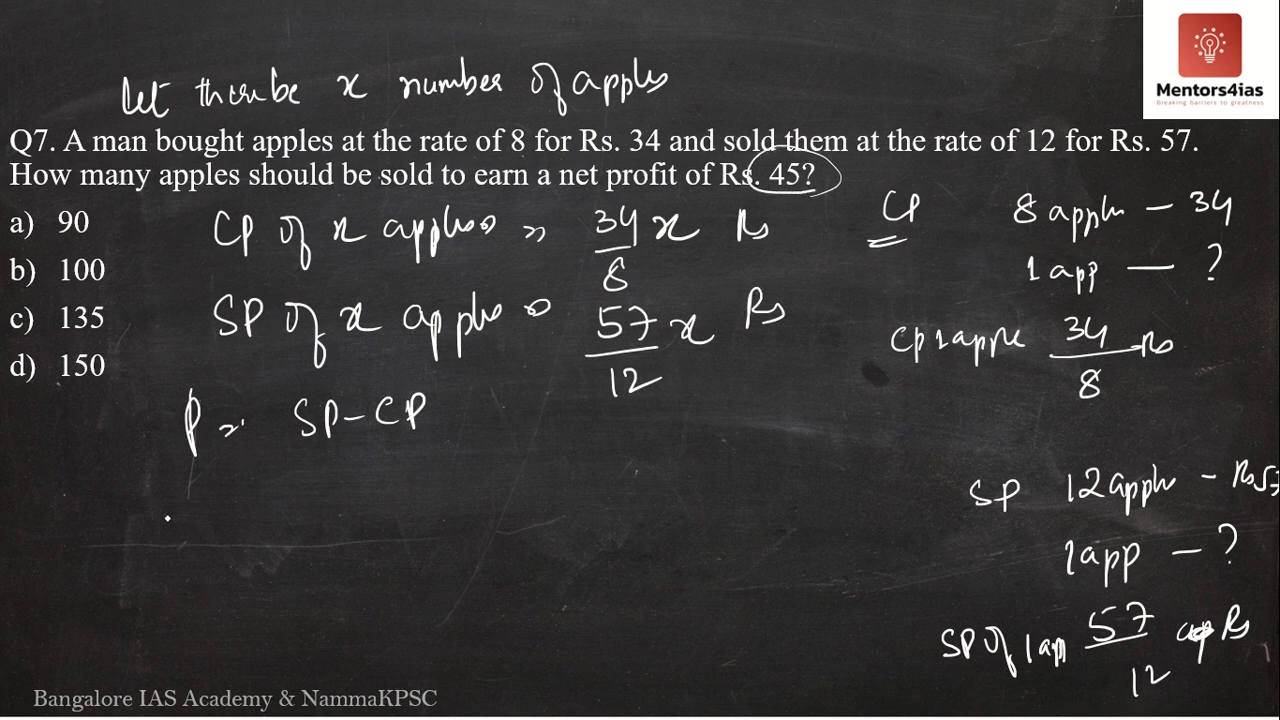 Mentors4ias
Breaking barriers to greatness
let there be x number of apples
Q7. A man bought apples at the rate of 8 for Rs. 34 and sold them at the rate of 12 for Rs. 57.
How many apples should be sold to earn a net profit of Rs. 45?
a) 90
b) 100
c) 135
d) 150
CP of x apples = 34/8 x Rs
SP of x apples = 57/12 x Rs
P = SP-CP
CP 8 apples - 34
1 app - ?
Cp 1 apple 34/8 Rs
SP 12 apples - Rs 57
1 app - ?
SP of 1 app 57/12 Rs
Bangalore IAS Academy & NammaKPSC